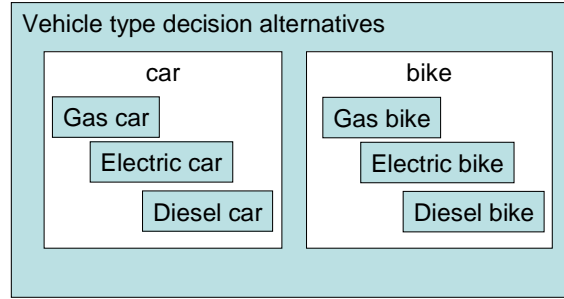 Vehicle type decision alternatives
car
Gas car
Electric car
Diesel car
bike
Gas bike
Electric bike
Diesel bike